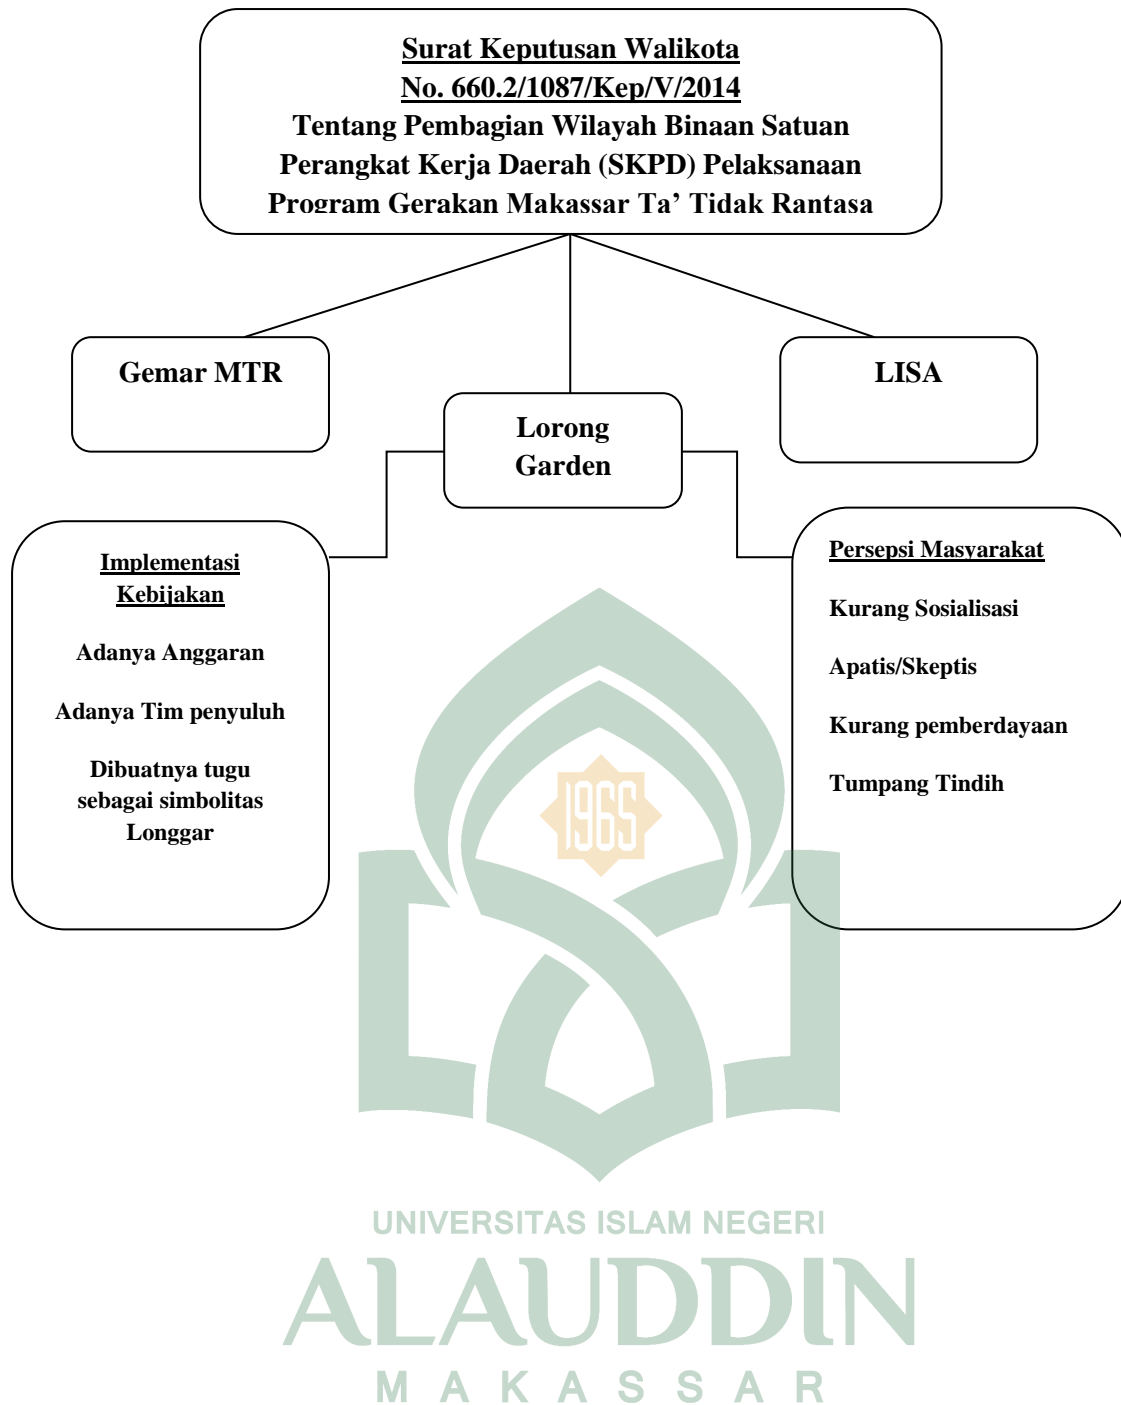 Surat Keputusan Walikota
No. 660.2/1087/Kep/V/2014
Tentang Pembagian Wilayah Binaan Satuan
Perangkat Kerja Daerah (SKPD) Pelaksanaan
Program Gerakan Makassar Ta’ Tidak Rantasa
Gemar MTR
LISA
Lorong
Garden
Implementasi
Kebijakan
Adanya Anggaran
Adanya Tim penyuluh
Dibuatnya tugu
sebagai simbolitas
Longgar
Persepsi Masyarakat
Kurang Sosialisasi
Apatis/Skeptis
Kurang pemberdayaan
Tumpang Tindih
1965
UNIVERSITAS ISLAM NEGERI
ALAUDDIN
MAKASSAR